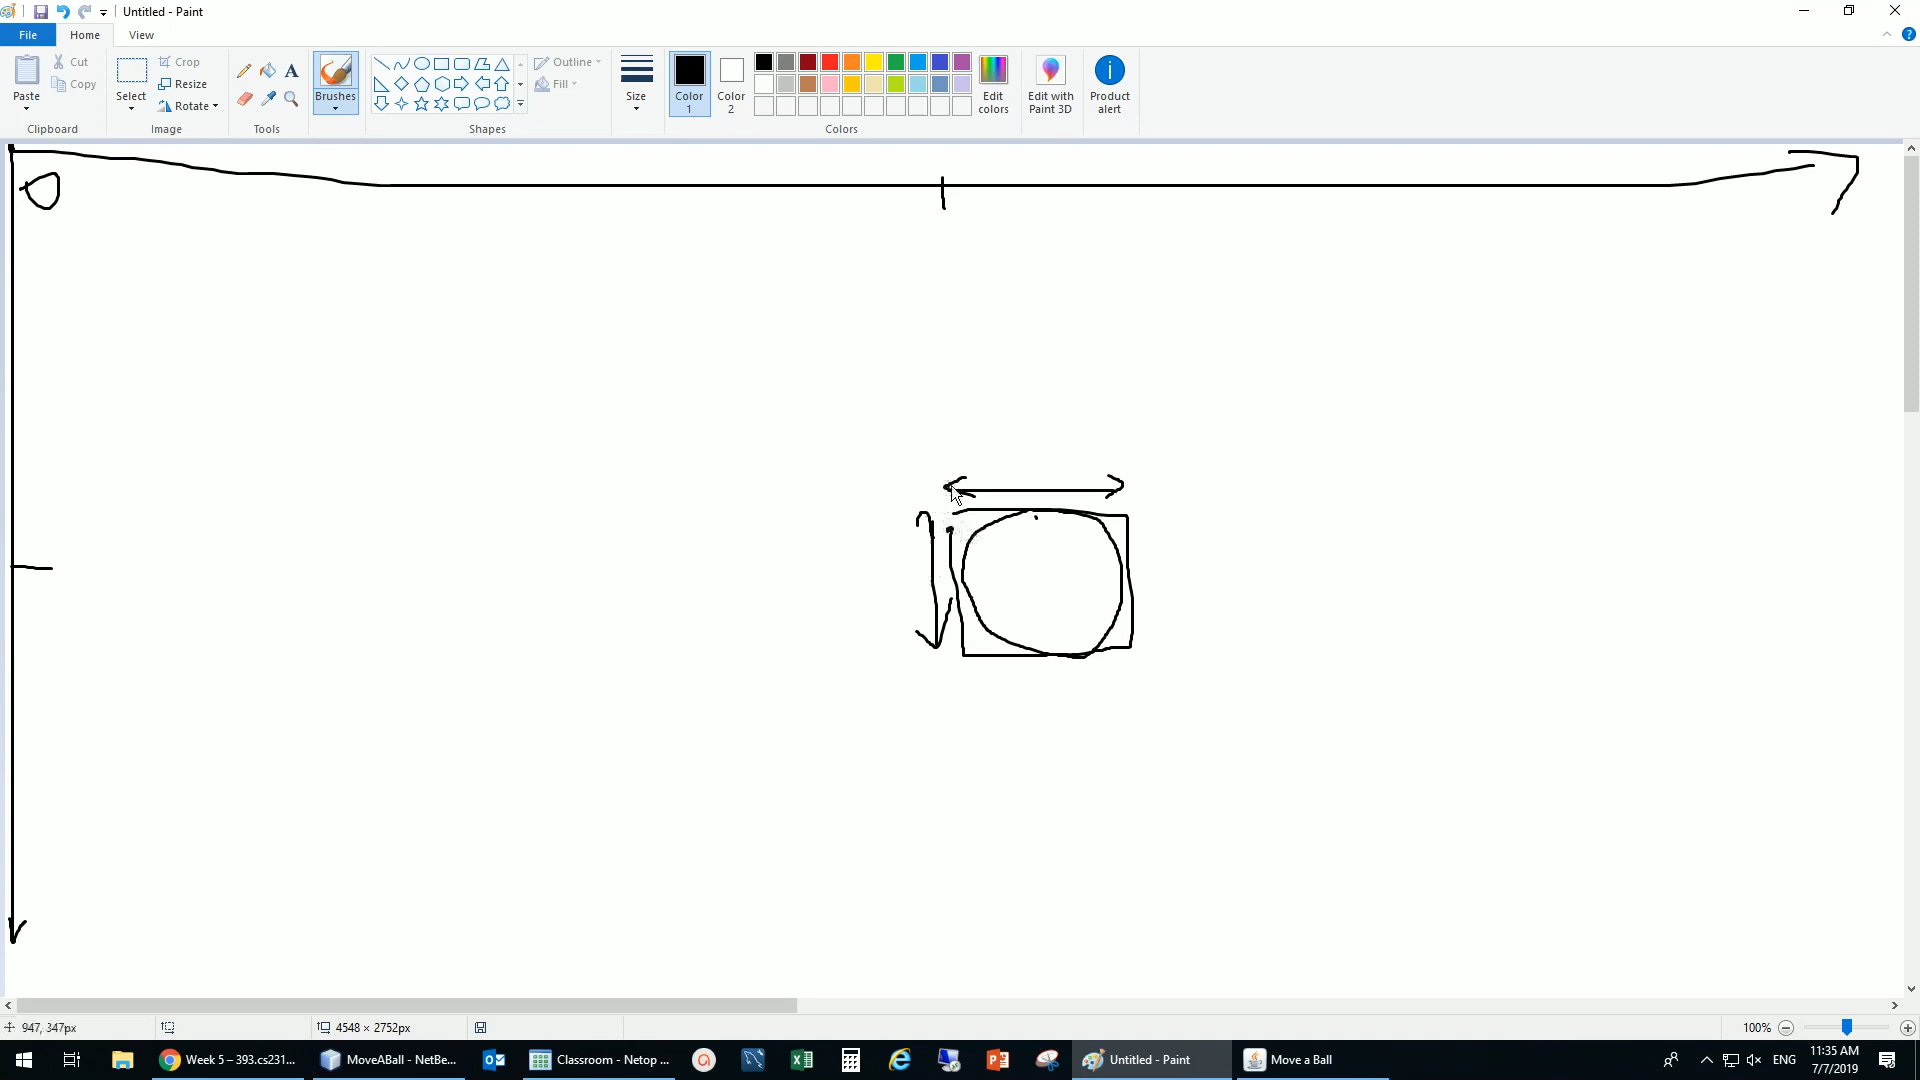 Untitled - Paint
File Home View
Paste Cut Copy Clipboard
Select Crop Resize Rotate Image
Tools
Brushes
Shapes
Outline Fill
Size
Color 1
Color 2
Colors
Edit colors
Edit with Paint 3D
Product alert
0
947, 347px
4548 × 2752px
100%
Week 5 – 393.cs231...
MoveABall - NetBe...
Classroom - Netop ...
Untitled - Paint
Move a Ball
ENG
11:35 AM
7/7/2019